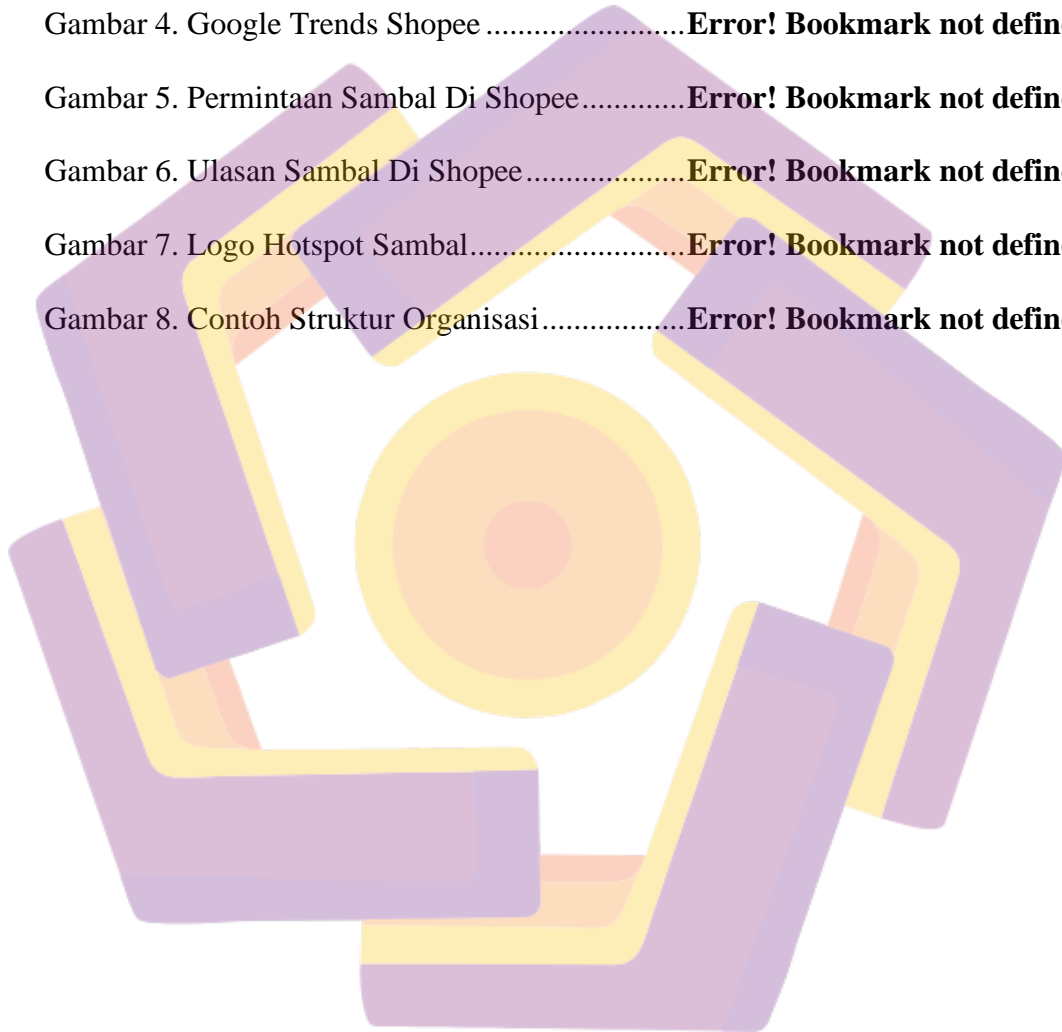 Gambar 4. Google Trends Shopee ........................Error! Bookmark not defin
Gambar 5. Permintaan Sambal Di Shopee.............Error! Bookmark not defin
Gambar 6. Ulasan Sambal Di Shopee....................Error! Bookmark not defin
Gambar 7. Logo Hotspot Sambal...........................Error! Bookmark not defin
Gambar 8. Contoh Struktur Organisasi..................Error! Bookmark not defin